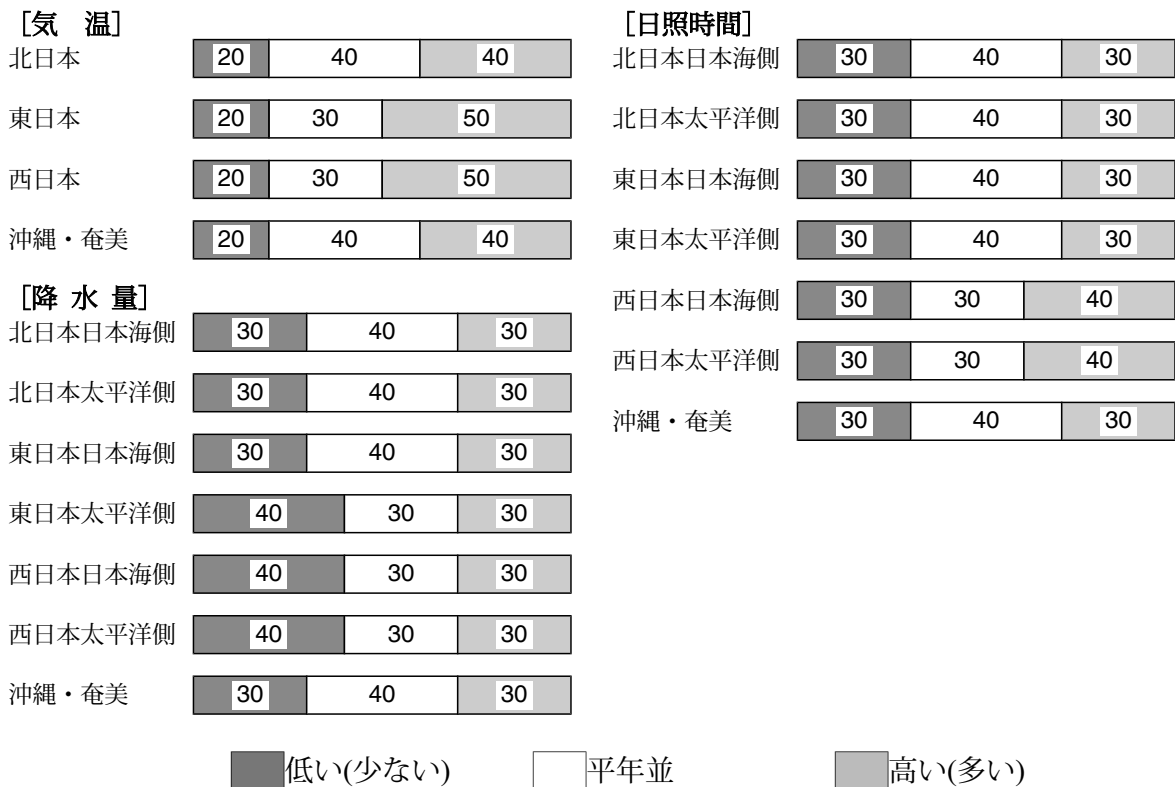 [気 温]
北日本 20 40 40
東日本 20 30 50
西日本 20 30 50
沖縄・奄美 20 40 40
[降 水 量]
北日本日本海側 30 40 30
北日本太平洋側 30 40 30
東日本日本海側 30 40 30
東日本太平洋側 40 30 30
西日本日本海側 40 30 30
西日本太平洋側 40 30 30
沖縄・奄美 30 40 30
[日照時間]
北日本日本海側 30 40 30
北日本太平洋側 30 40 30
東日本日本海側 30 40 30
東日本太平洋側 30 40 30
西日本日本海側 30 30 40
西日本太平洋側 30 30 40
沖縄・奄美 30 40 30
低い(少ない) 平年並 高い(多い)